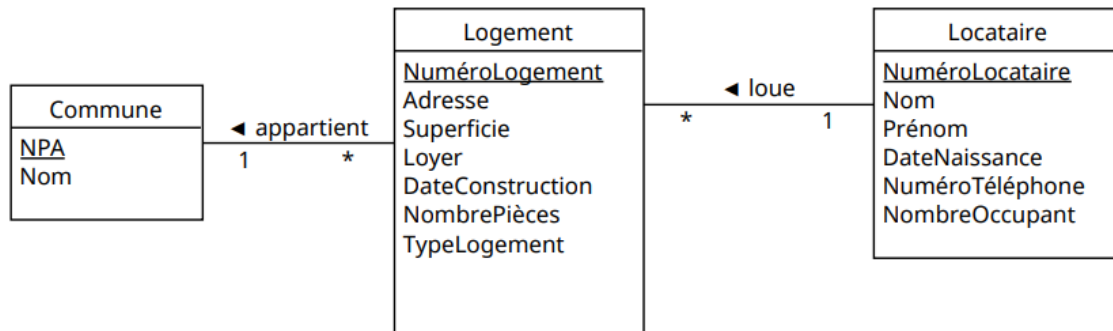 Commune
NPA
Nom
◄ appartient
1
*
Logement
NuméroLogement
Adresse
Superficie
Loyer
DateConstruction
NombrePièces
TypeLogement
◄ loue
*
1
Locataire
NuméroLocataire
Nom
Prénom
DateNaissance
NuméroTéléphone
NombreOccupant